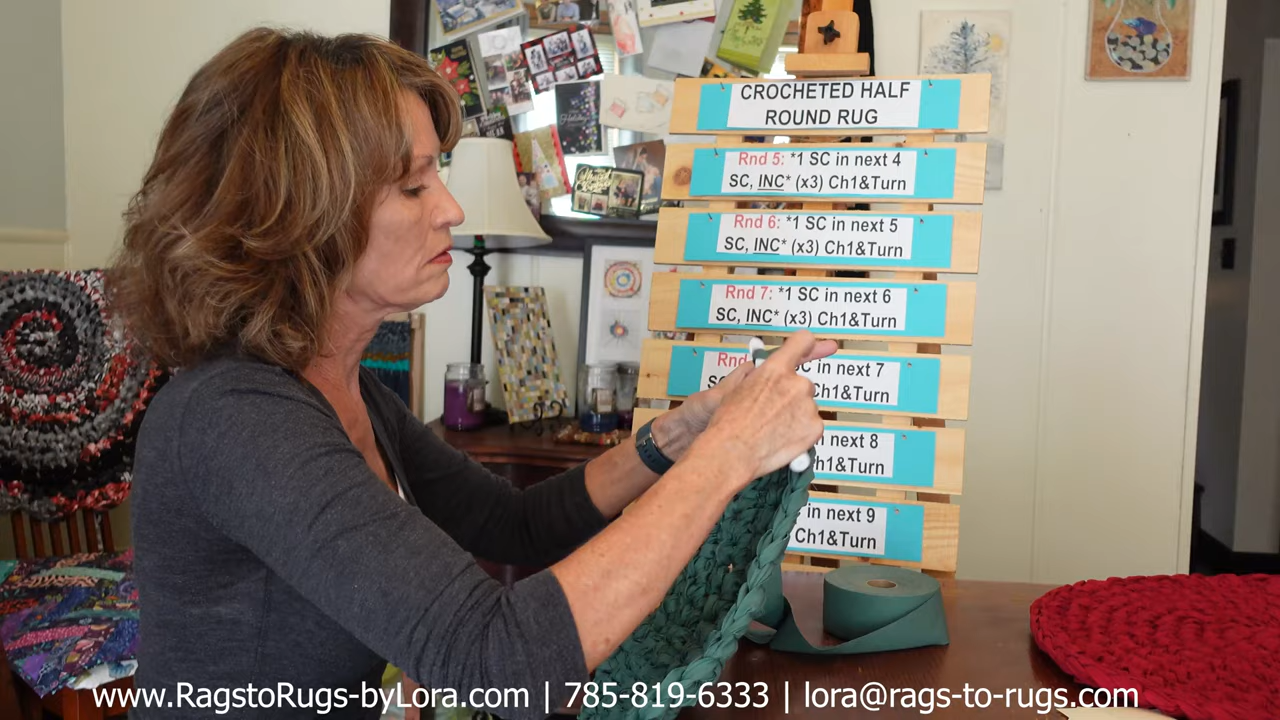 CROCHETED HALF
ROUND RUG
Rnd 5: *1 SC in next 4
SC, INC* (x3) Ch1&Turn
Rnd 6: *1 SC in next 5
SC, INC* (x3) Ch1&Turn
Rnd 7: *1 SC in next 6
SC, INC* (x3) Ch1&Turn
Rnd in next 7
Ch1&Turn
next 8
Ch1&Turn
in next 9
Ch1&Turn
www.RagstoRugs-byLora.com | 785-819-6333 | lora@rags-to-rugs.com